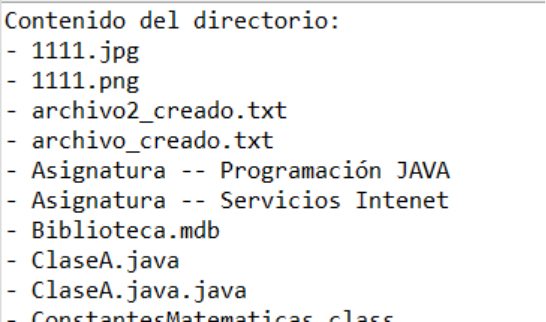 Contenido del directorio:
- 1111.jpg
- 1111.png
- archivo2_creado.txt
- archivo_creado.txt
- Asignatura -- Programación JAVA
- Asignatura -- Servicios Intenet
- Biblioteca.mdb
- ClaseA.java
- ClaseA.java.java
- ConstantesMatematicas.class